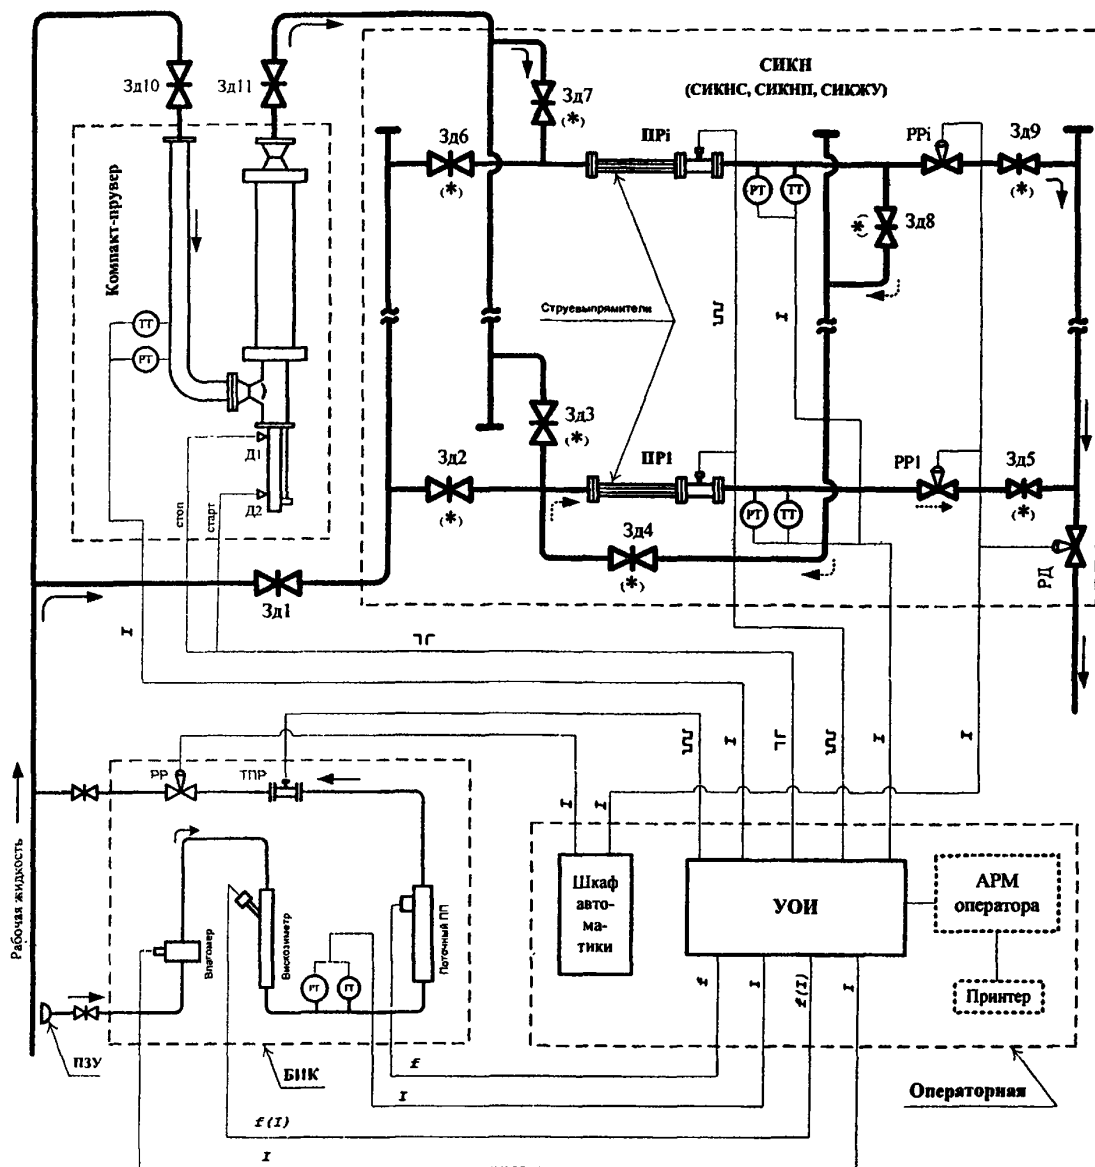 Зд10
Зд11
СИКН
(СИКНС, СИКНП, СИКЖУ)
Зд7
(*)
Зд6
(*)
ПРi
РРi
Зд9
(*)
РТ
ТТ
Зд8
(*)
Компакт-прувер
ТТ
РТ
Струевыпрямители
I
Зд3
(*)
Д1
Д2
стоп
старт
Зд2
(*)
ПР1
РР1
Зд5
(*)
РТ
ТТ
Зд4
(*)
РД
Зд1
I
I
I
I
РР
ТПР
I
I
Рабочая жидкость
Влагомер
Вискозиметр
Поточный ПП
РТ
ТТ
Шкаф
авто-
ма-
тики
УОИ
АРМ
оператора
Принтер
f
I
f(I)
I
ПЗУ
БИК
Операторная
f
I
f(I)
I